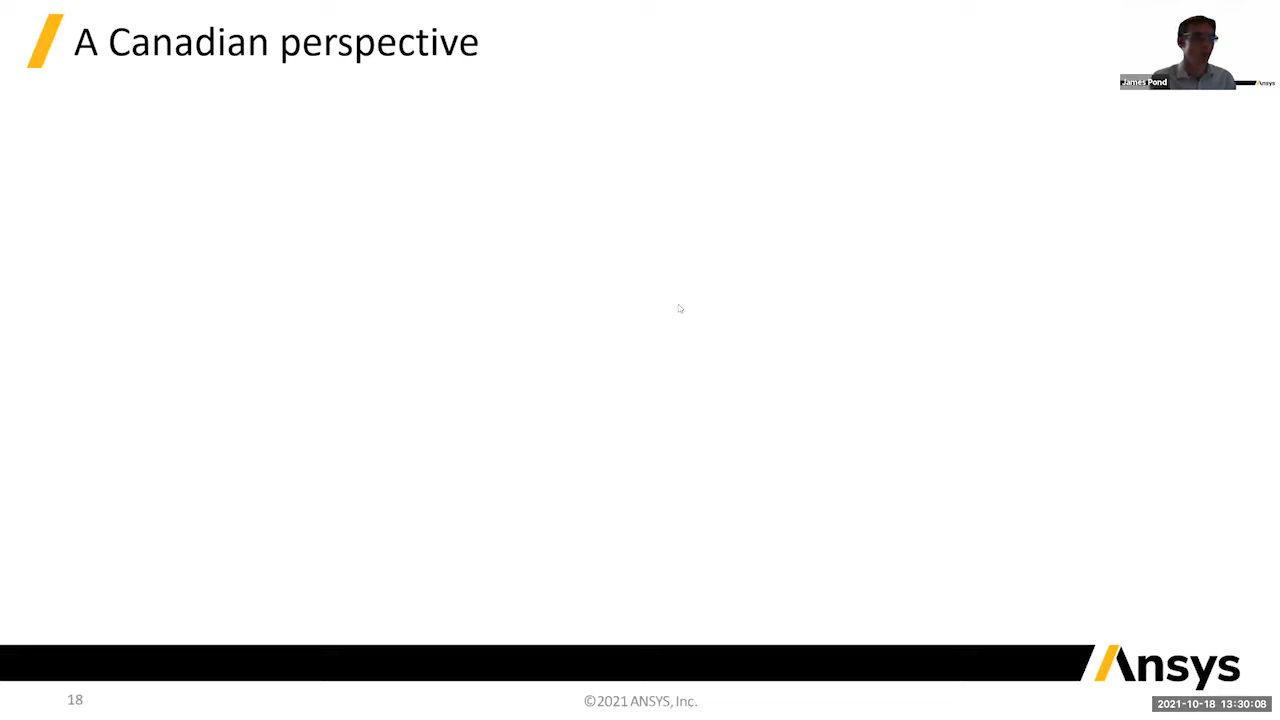 A Canadian perspective
James Pond
Ansys
Ansys
18
©2021 ANSYS, Inc.
2021-10-18 13:30:08